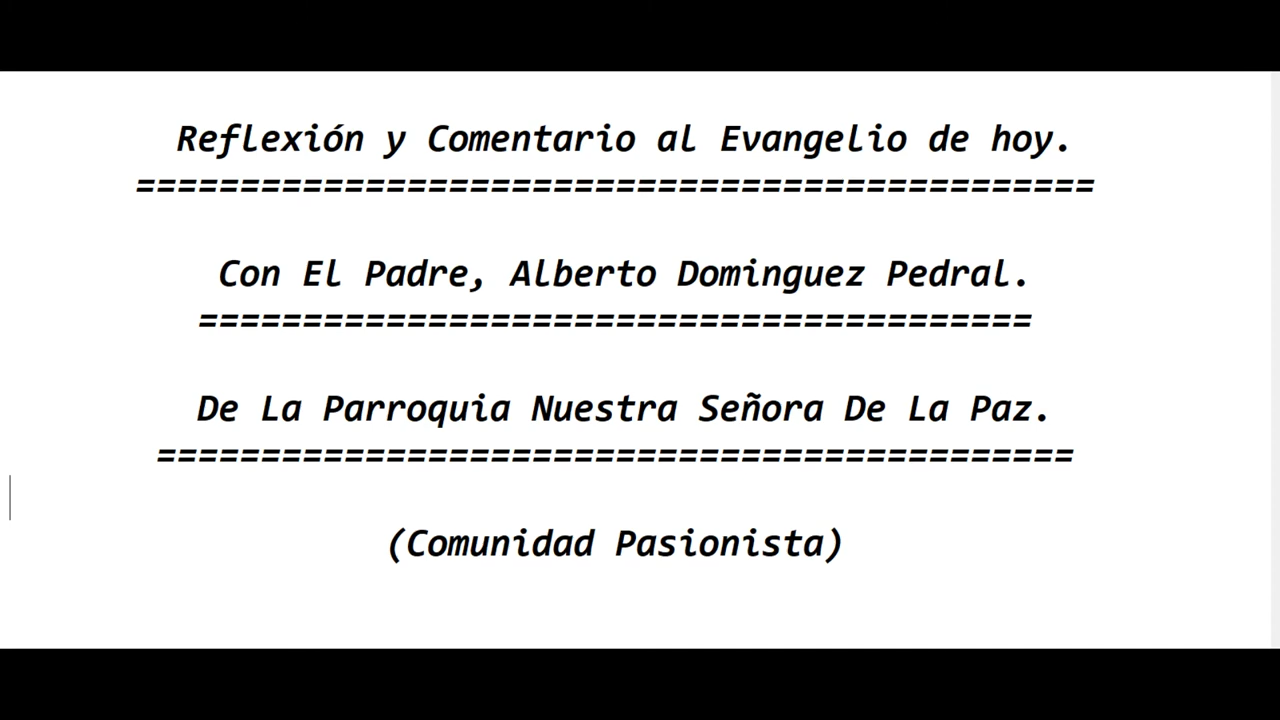 Reflexión y Comentario al Evangelio de hoy.
==============================================
Con El Padre, Alberto Dominguez Pedral.
========================================
De La Parroquia Nuestra Señora De La Paz.
============================================
(Comunidad Pasionista)